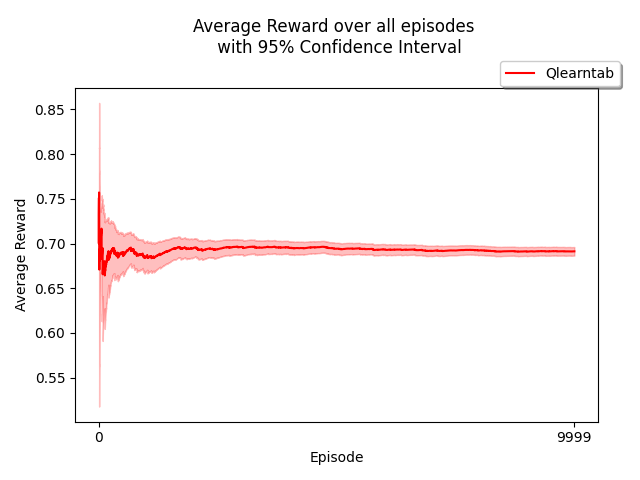 Average Reward over all episodes
with 95% Confidence Interval
Qlearntab
0.85
0.80
0.75
0.70
0.65
0.60
0.55
Average Reward
0
9999
Episode